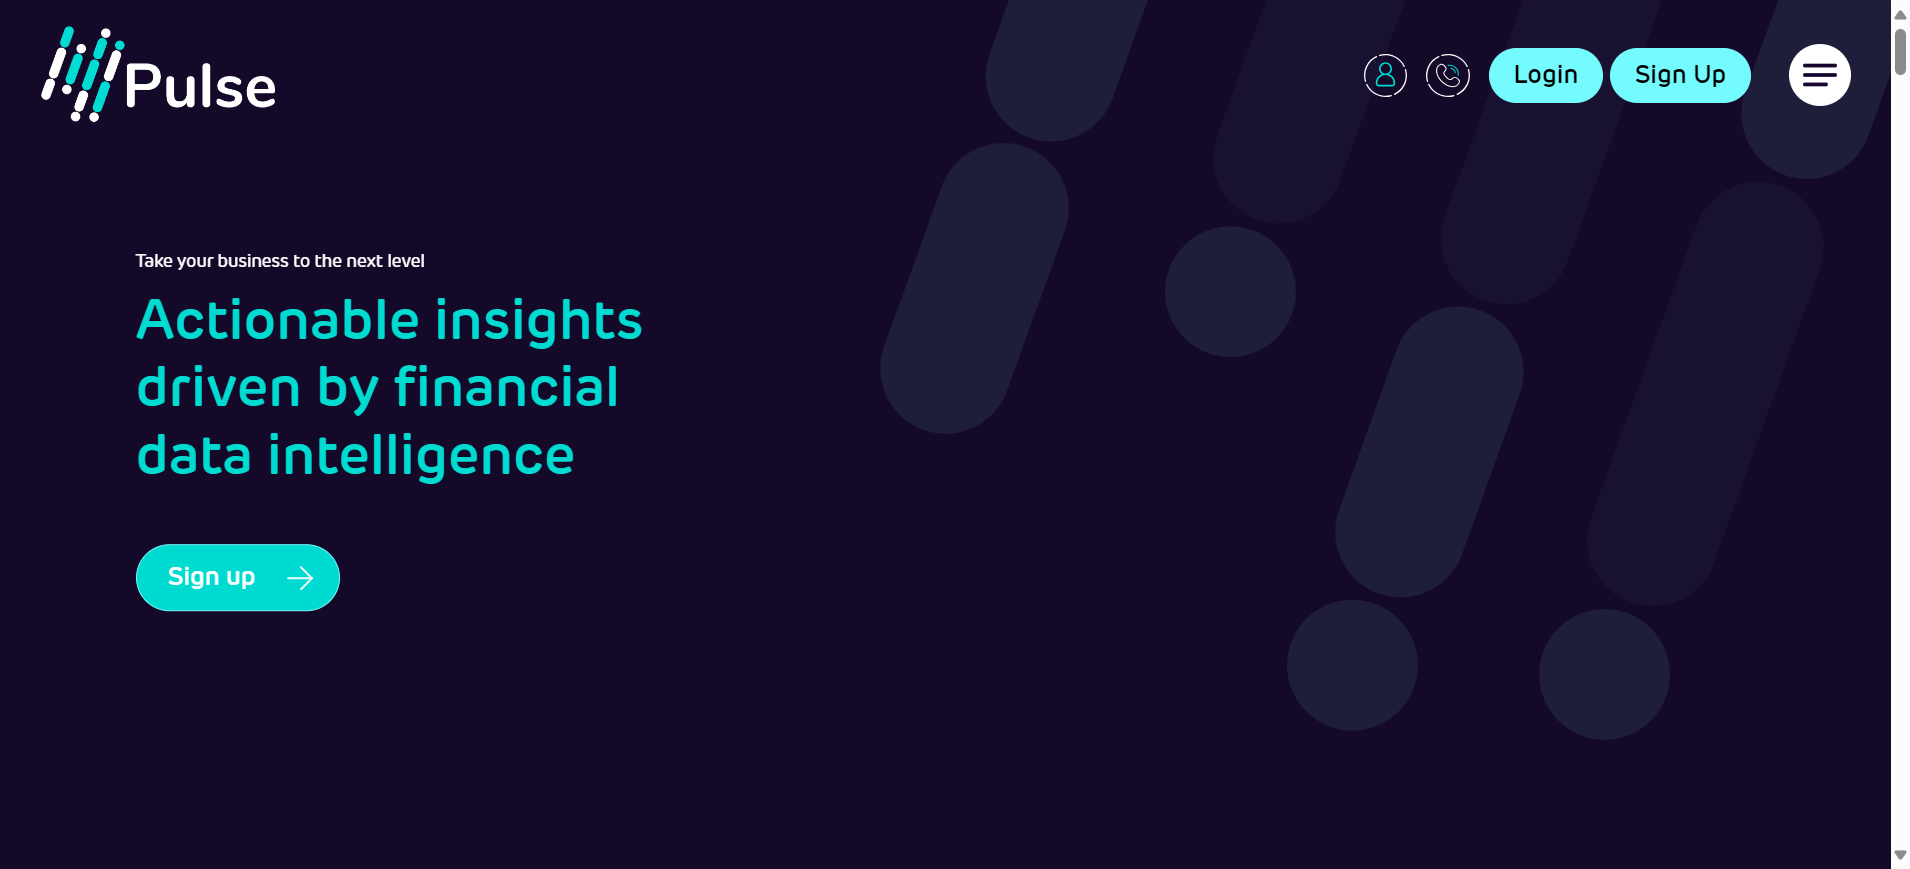 Pulse
Login
Sign Up
Take your business to the next level
Actionable insights
driven by financial
data intelligence
Sign up